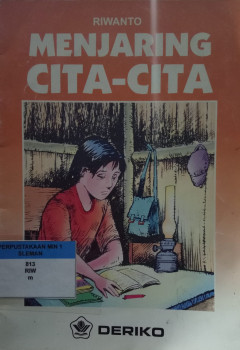 RIWANTO
MENJARING
CITA-CITA
PERPUSTAKAAN MIN 1
SLEMAN
813
RIW
m
DERIKO